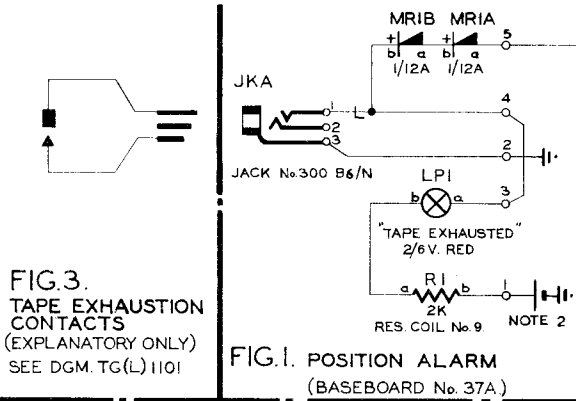 MR1B MR1A
+ b a + b a 5
1/12A 1/12A
JKA
1 L 4
2
3 2
JACK No.300 B6/N
LP1
b a 3
"TAPE EXHAUSTED"
2/6V. RED
R1
a b 1
2K
RES. COIL No.9
NOTE 2
FIG.3.
TAPE EXHAUSTION
CONTACTS
(EXPLANATORY ONLY)
SEE DGM. TG(L) 1101
FIG.1. POSITION ALARM
(BASEBOARD No. 37A.)